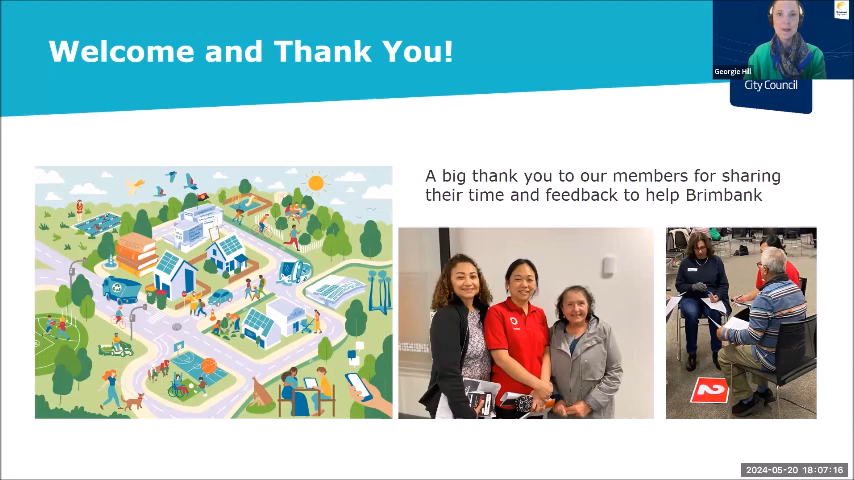 Welcome and Thank You!
Georgie Hill
City Council
A big thank you to our members for sharing
their time and feedback to help Brimbank
2
2024-05-20 18:07:16